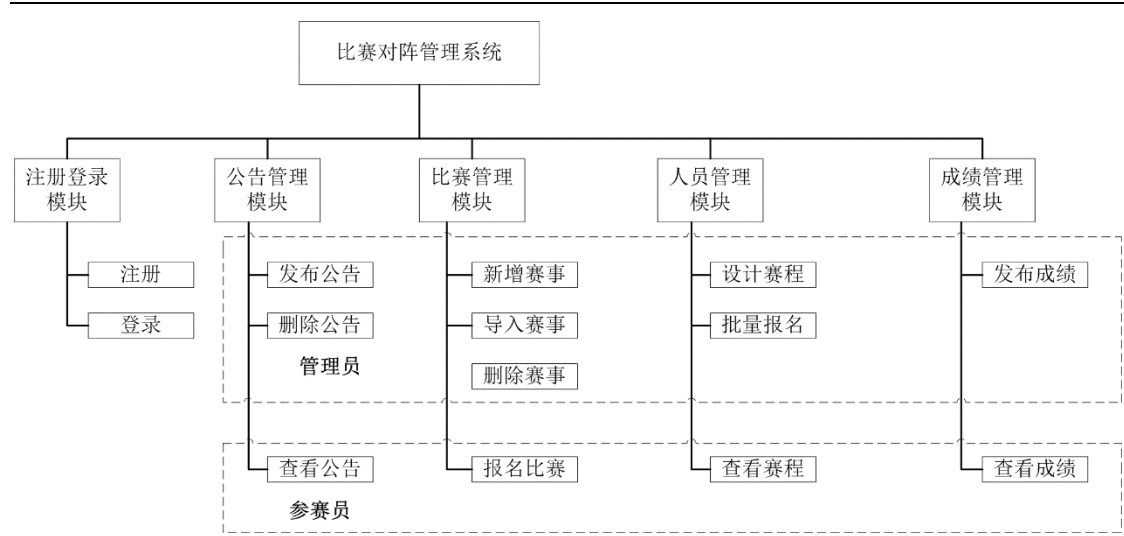 比赛对阵管理系统
注册登录
模块
公告管理
模块
比赛管理
模块
人员管理
模块
成绩管理
模块
注册
发布公告
新增赛事
设计赛程
发布成绩
登录
删除公告
导入赛事
批量报名
管理员
删除赛事
查看公告
报名比赛
查看赛程
查看成绩
参赛员